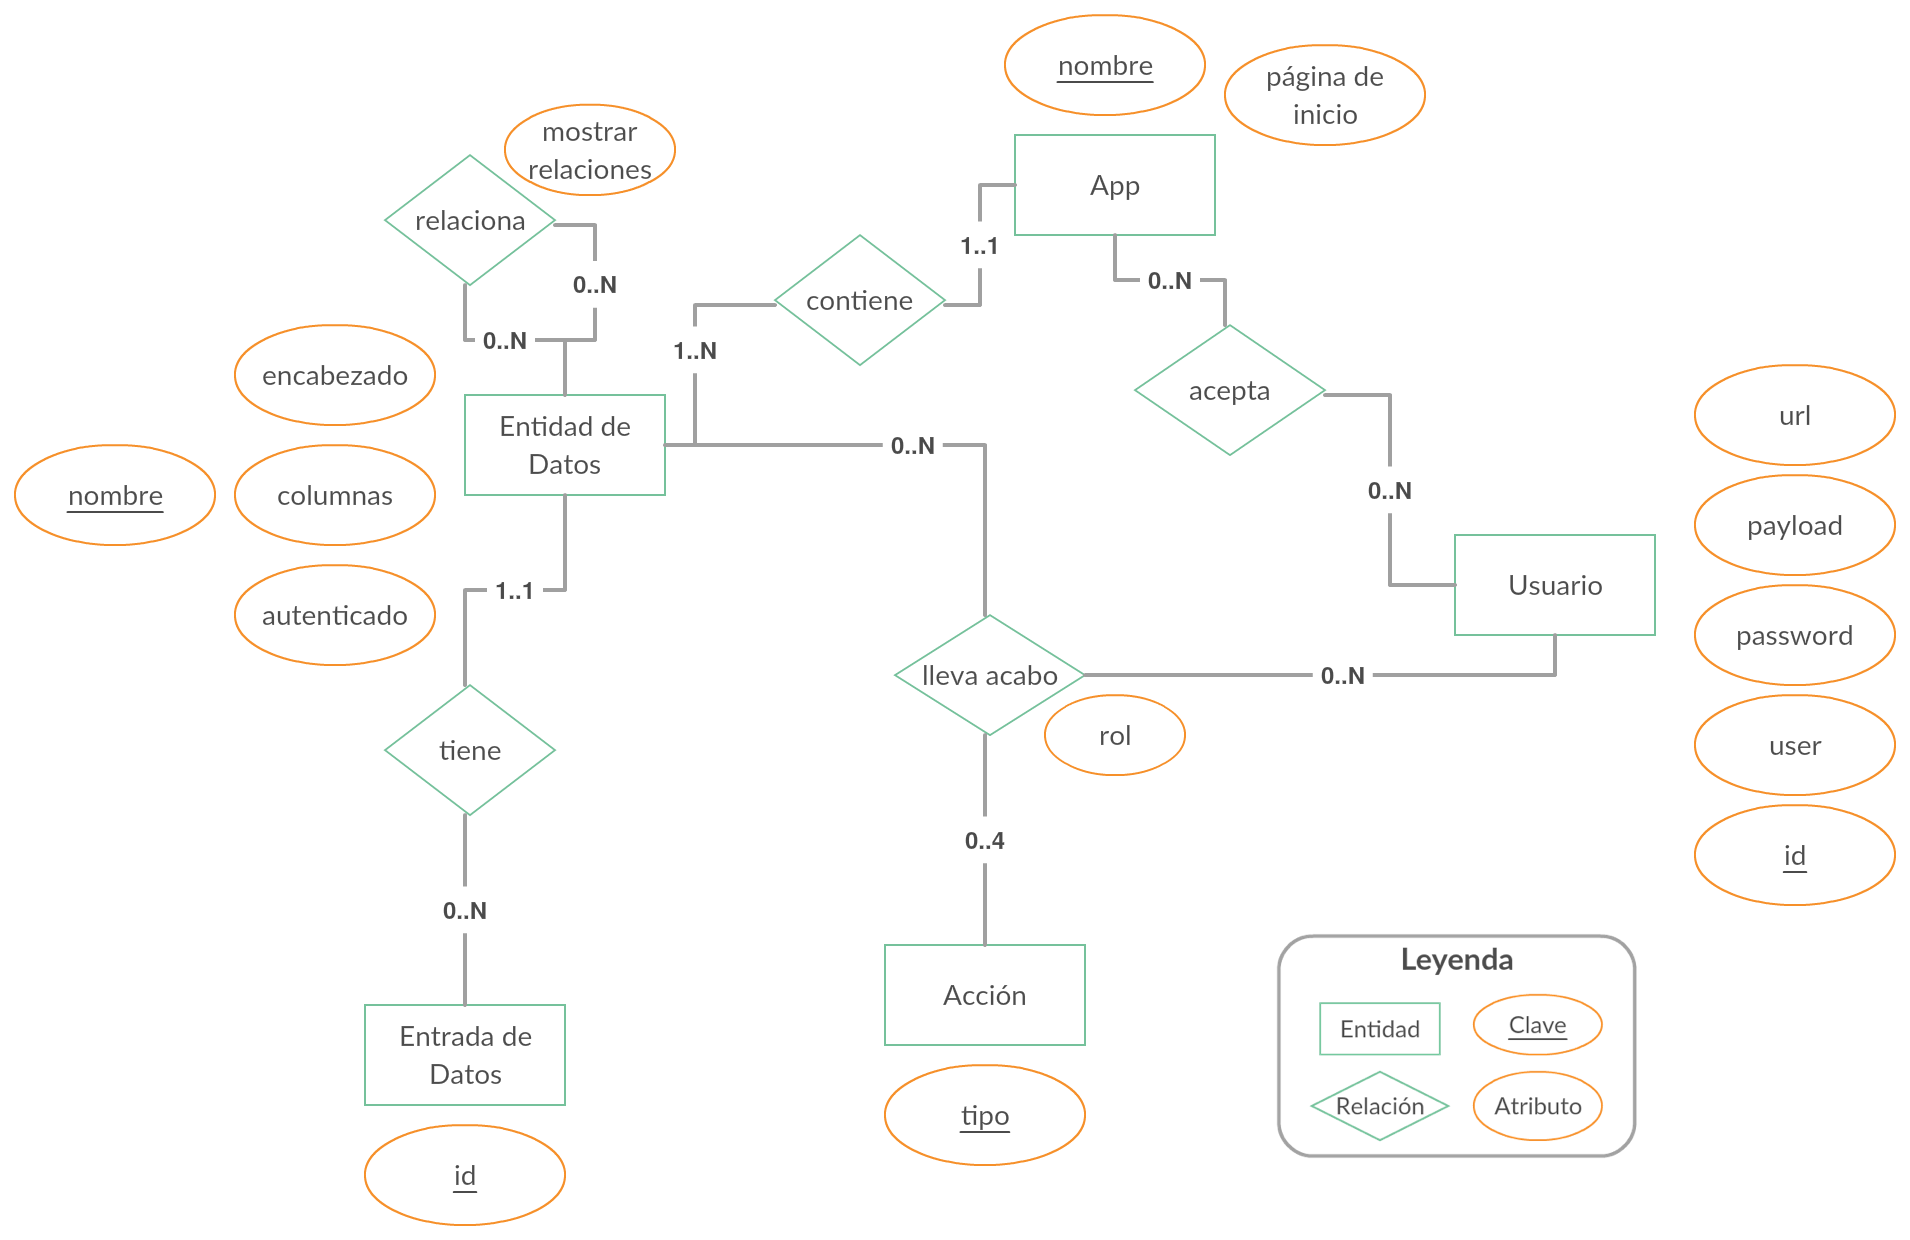 nombre
página de
inicio
mostrar
relaciones
App
relaciona
1..1
0..N
0..N
contiene
0..N
1..N
encabezado
acepta
Entidad de
Datos
0..N
url
nombre
columnas
0..N
payload
1..1
Usuario
autenticado
password
lleva acabo
0..N
rol
user
tiene
0..4
id
0..N
Acción
Leyenda
Entidad
Clave
Relación
Atributo
Entrada de
Datos
tipo
id